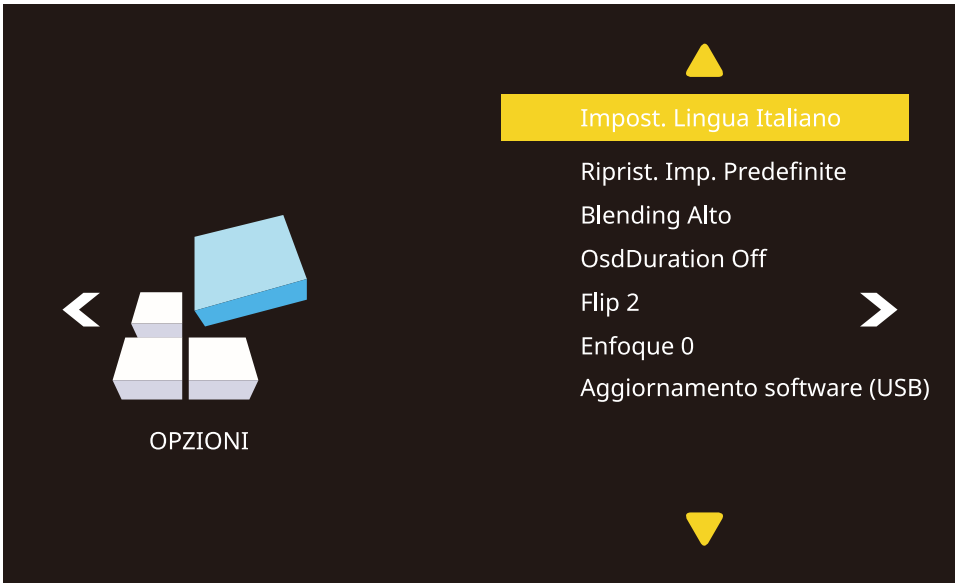 Impost. Lingua Italiano
Riprist. Imp. Predefinite
Blending Alto
OsdDuration Off
Flip 2
Enfoque 0
Aggiornamento software (USB)
OPZIONI